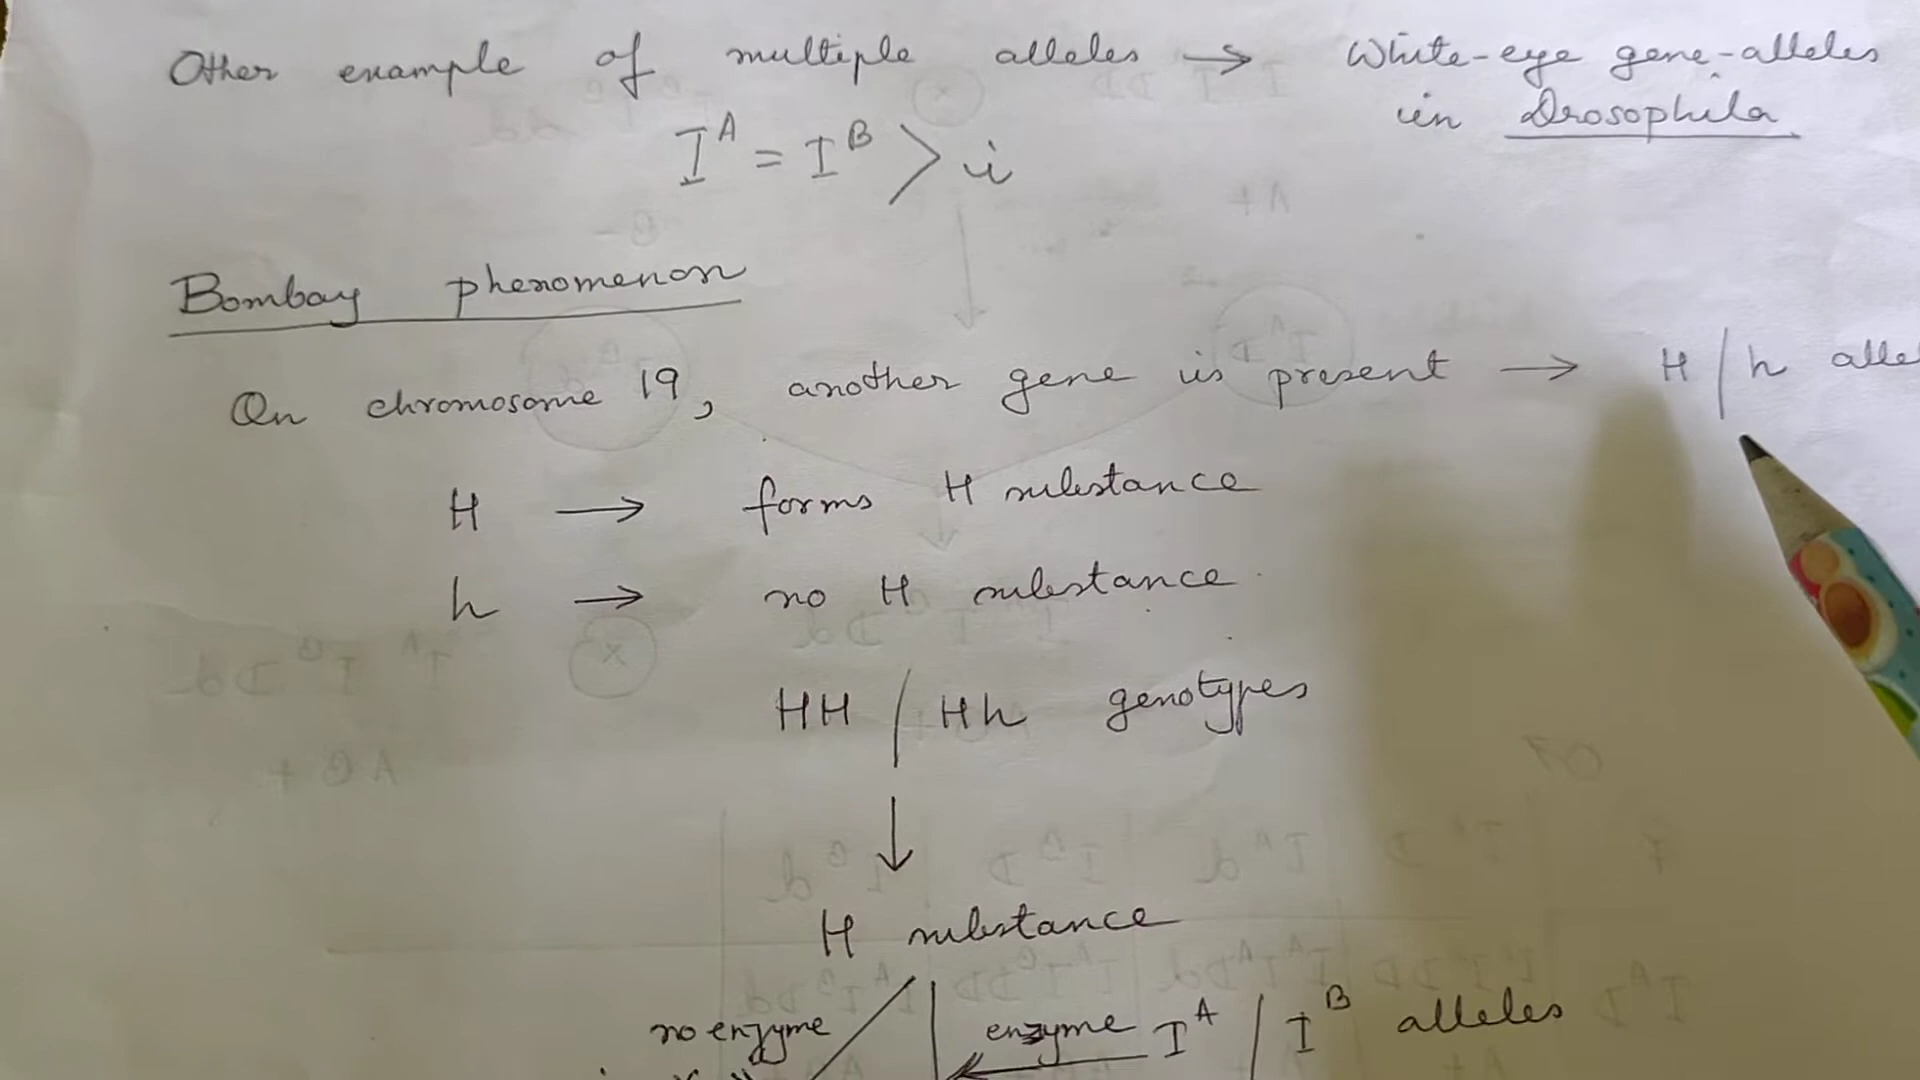 Other example of multiple alleles → White-eye gene-alleles
in Drosophila
I^A = I^B > i
Bombay phenomenon
On chromosome 19, another gene is present → H / h alle
H → forms H substance
h → no H substance
HH / Hh genotypes
↓
H substance
no enzyme enzyme I^A / I^B alleles